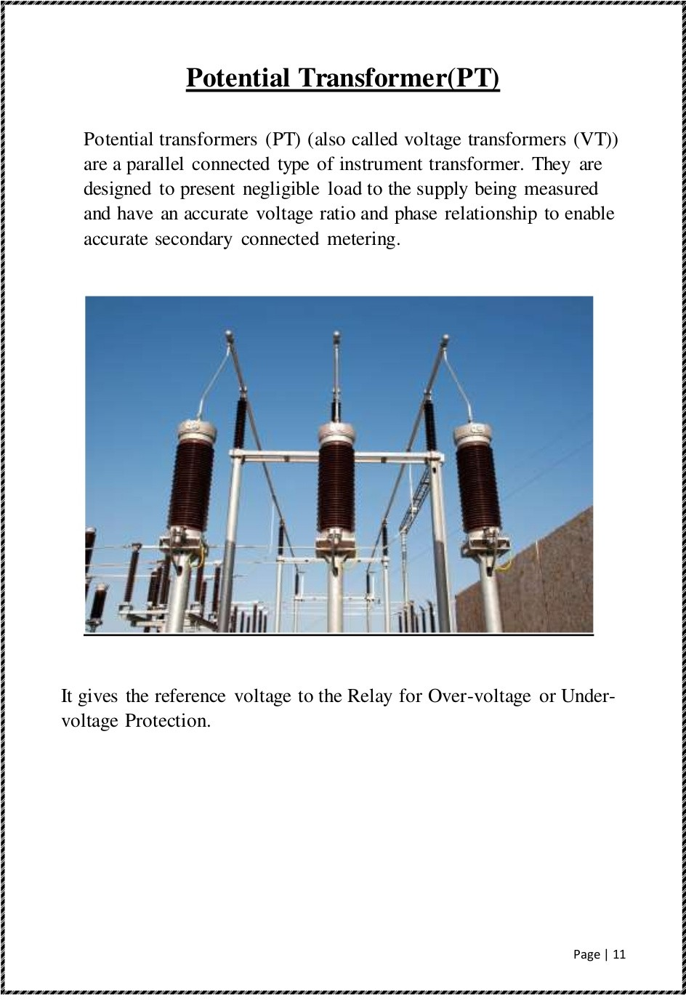 Potential Transformer(PT)
Potential transformers (PT) (also called voltage transformers (VT))
are a parallel connected type of instrument transformer. They are
designed to present negligible load to the supply being measured
and have an accurate voltage ratio and phase relationship to enable
accurate secondary connected metering.
It gives the reference voltage to the Relay for Over-voltage or Under-
voltage Protection.
Page | 11